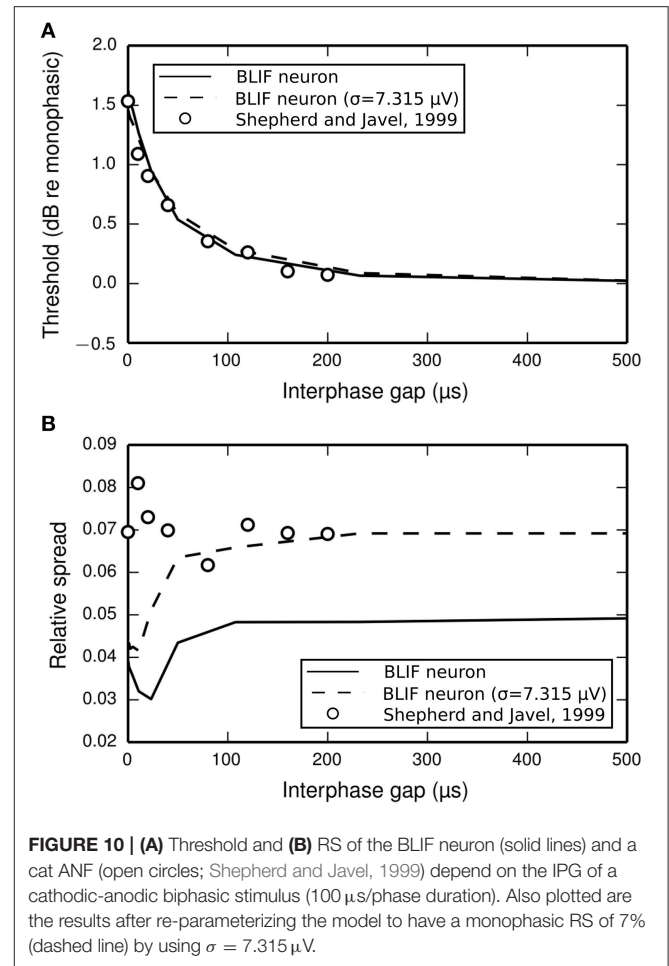 A
2.0
1.5
1.0
0.5
0.0
−0.5
Threshold (dB re monophasic)
BLIF neuron
BLIF neuron (σ=7.315 µV)
Shepherd and Javel, 1999
0 100 200 300 400 500
Interphase gap (µs)
B
0.09
0.08
0.07
0.06
0.05
0.04
0.03
0.02
Relative spread
BLIF neuron
BLIF neuron (σ=7.315 µV)
Shepherd and Javel, 1999
0 100 200 300 400 500
Interphase gap (µs)
FIGURE 10 | (A) Threshold and (B) RS of the BLIF neuron (solid lines) and a
cat ANF (open circles; Shepherd and Javel, 1999) depend on the IPG of a
cathodic-anodic biphasic stimulus (100 µs/phase duration). Also plotted are
the results after re-parameterizing the model to have a monophasic RS of 7%
(dashed line) by using σ = 7.315 µV.